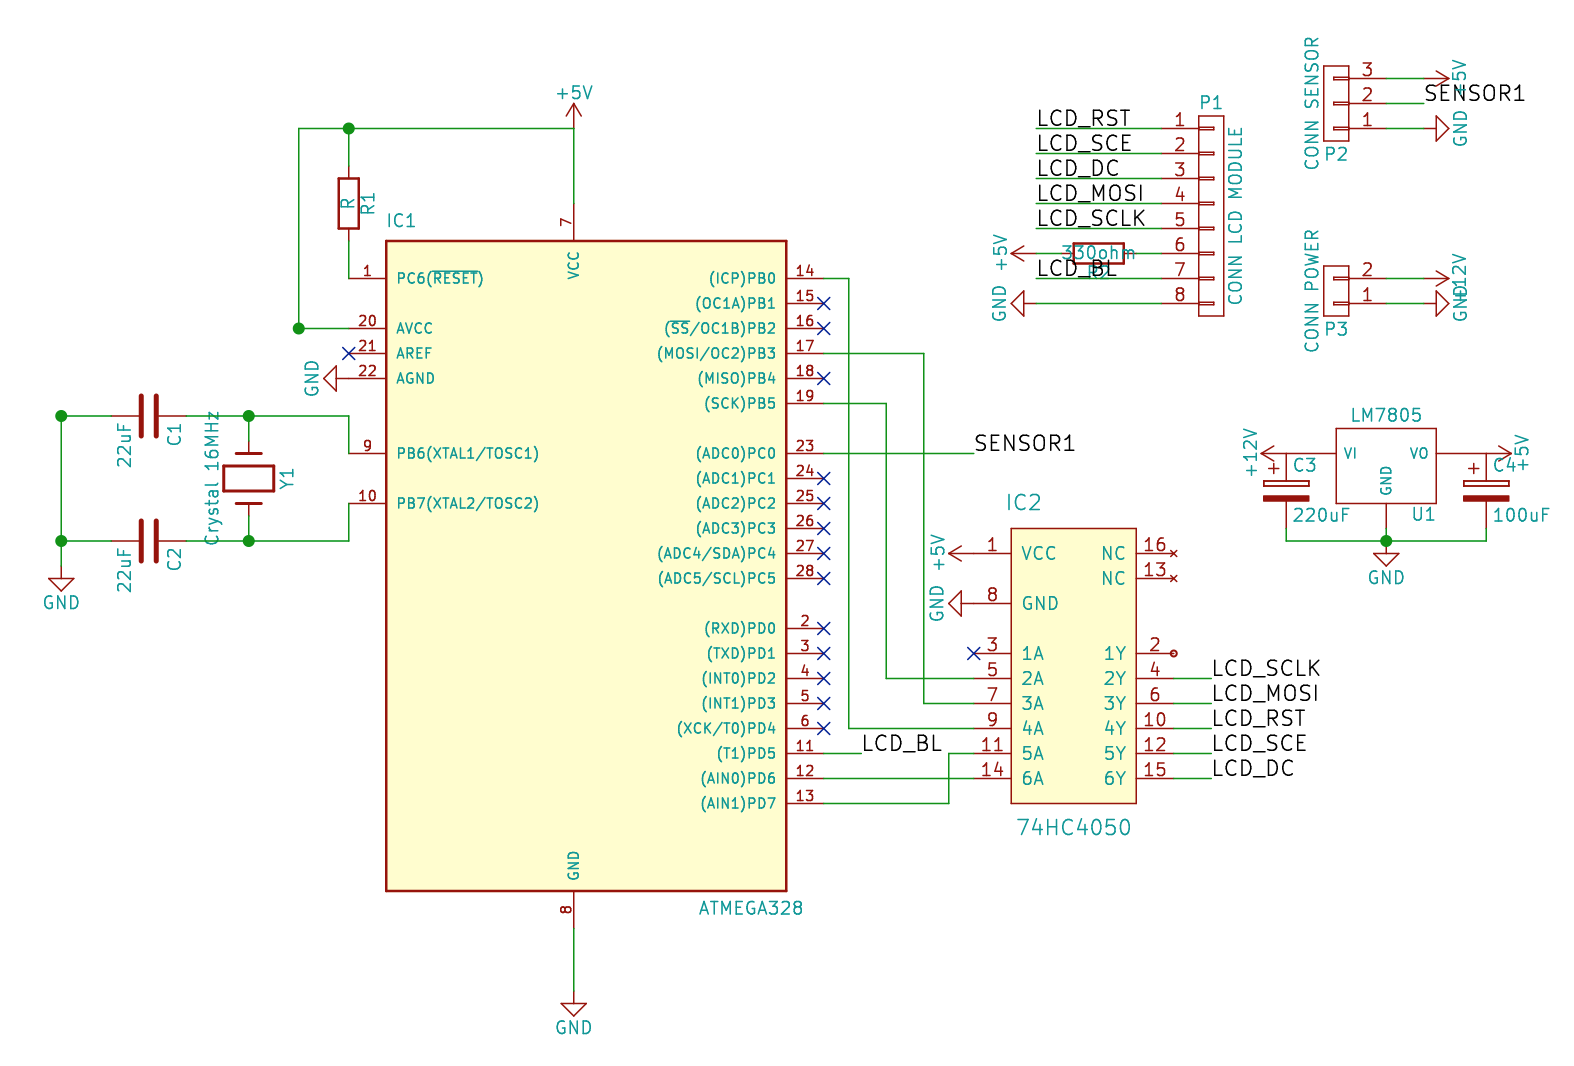 +5V
R
R1
IC1
7
VCC
1 PC6(RESET)
20 AVCC
21 AREF
22 AGND
GND
9 PB6(XTAL1/TOSC1)
10 PB7(XTAL2/TOSC2)
22uF
C1
Crystal 16MHz
Y1
22uF
C2
GND
(ICP)PB0 14
(OC1A)PB1 15
(SS/OC1B)PB2 16
(MOSI/OC2)PB3 17
(MISO)PB4 18
(SCK)PB5 19
(ADC0)PC0 23
SENSOR1
(ADC1)PC1 24
(ADC2)PC2 25
(ADC3)PC3 26
(ADC4/SDA)PC4 27
(ADC5/SCL)PC5 28
(RXD)PD0 2
(TXD)PD1 3
(INT0)PD2 4
(INT1)PD3 5
(XCK/T0)PD4 6
(T1)PD5 11
LCD_BL
(AIN0)PD6 12
(AIN1)PD7 13
GND
8
ATMEGA328
GND
P1
LCD_RST 1
LCD_SCE 2
LCD_DC 3
LCD_MOSI 4
LCD_SCLK 5
+5V
330ohm
6
LCD_BL 7
GND
8
CONN LCD MODULE
CONN SENSOR
3
+5V
2
SENSOR1
1
GND
P2
CONN POWER
2
+12V
1
GND
P3
LM7805
+12V
+
C3
220uF
VI
VO
GND
U1
+
C4
+5V
100uF
GND
IC2
+5V
1 VCC
NC 16
NC 13
GND
8 GND
3 1A
1Y 2
5 2A
2Y 4
LCD_SCLK
7 3A
3Y 6
LCD_MOSI
9 4A
4Y 10
LCD_RST
11 5A
5Y 12
LCD_SCE
14 6A
6Y 15
LCD_DC
74HC4050